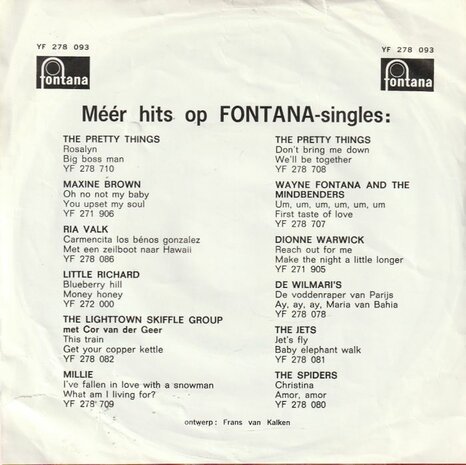 YF 278 093
YF 278 093
fontana
fontana
Méér hits op FONTANA-singles:
THE PRETTY THINGS
Rosalyn
Big boss man
YF 278 710
MAXINE BROWN
Oh no not my baby
You upset my soul
YF 271 906
RIA VALK
Carmencita los bénos gonzalez
Met een zeilboot naar Hawaii
YF 278 086
LITTLE RICHARD
Blueberry hill
Money honey
YF 272 000
THE LIGHTTOWN SKIFFLE GROUP
met Cor van der Geer
This train
Get your copper kettle
YF 278 082
MILLIE
I've fallen in love with a snowman
What am I living for?
YF 278 709
THE PRETTY THINGS
Don't bring me down
We'll be together
YF 278 708
WAYNE FONTANA AND THE
MINDBENDERS
Um, um, um, um, um, um
First taste of love
YF 278 707
DIONNE WARWICK
Reach out for me
Make the night a little longer
YF 271 905
DE WILMARI'S
De voddenraper van Parijs
Ay, ay, ay, Maria van Bahia
YF 278 078
THE JETS
Jet's fly
Baby elephant walk
YF 278 081
THE SPIDERS
Christina
Amor, amor
YF 278 080
ontwerp: Frans van Kalken